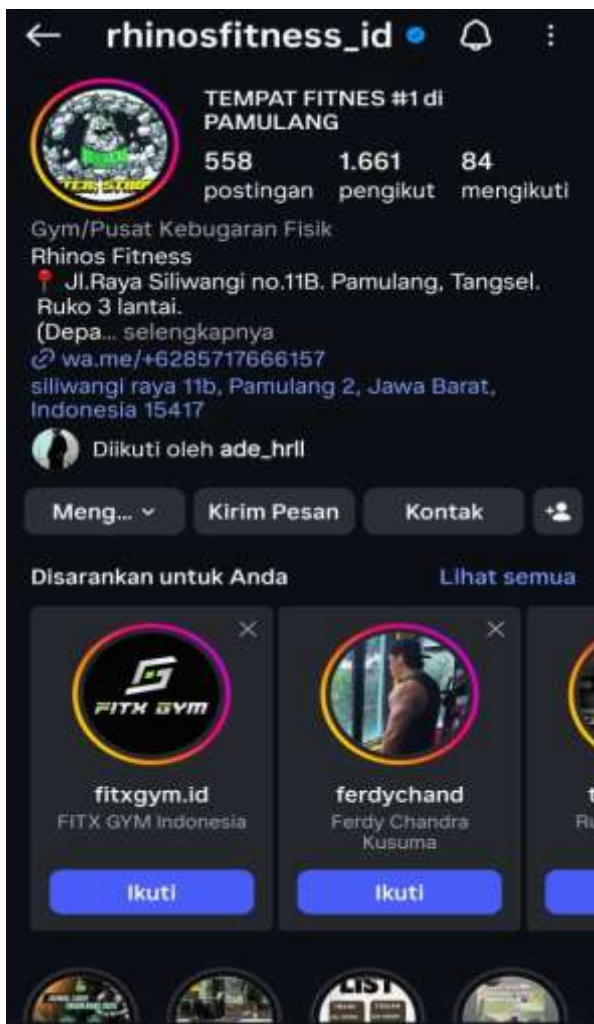 rhinosfitness_id
TEMPAT FITNES #1 di
PAMULANG
558 1.661 84
postingan pengikut mengikuti
Gym/Pusat Kebugaran Fisik
Rhinos Fitness
Jl.Raya Siliwangi no.11B. Pamulang, Tangsel.
Ruko 3 lantai.
(Depa... selengkapnya
wa.me/+6285717666157
siliwangi raya 11b, Pamulang 2, Jawa Barat,
Indonesia 15417
Diikuti oleh ade_hrll
Meng... Kirim Pesan Kontak
Disarankan untuk Anda Lihat semua
FITX GYM
fitxgym.id ferdychand
FITX GYM Indonesia Ferdy Chandra
Kusuma
Ikuti Ikuti
LIST